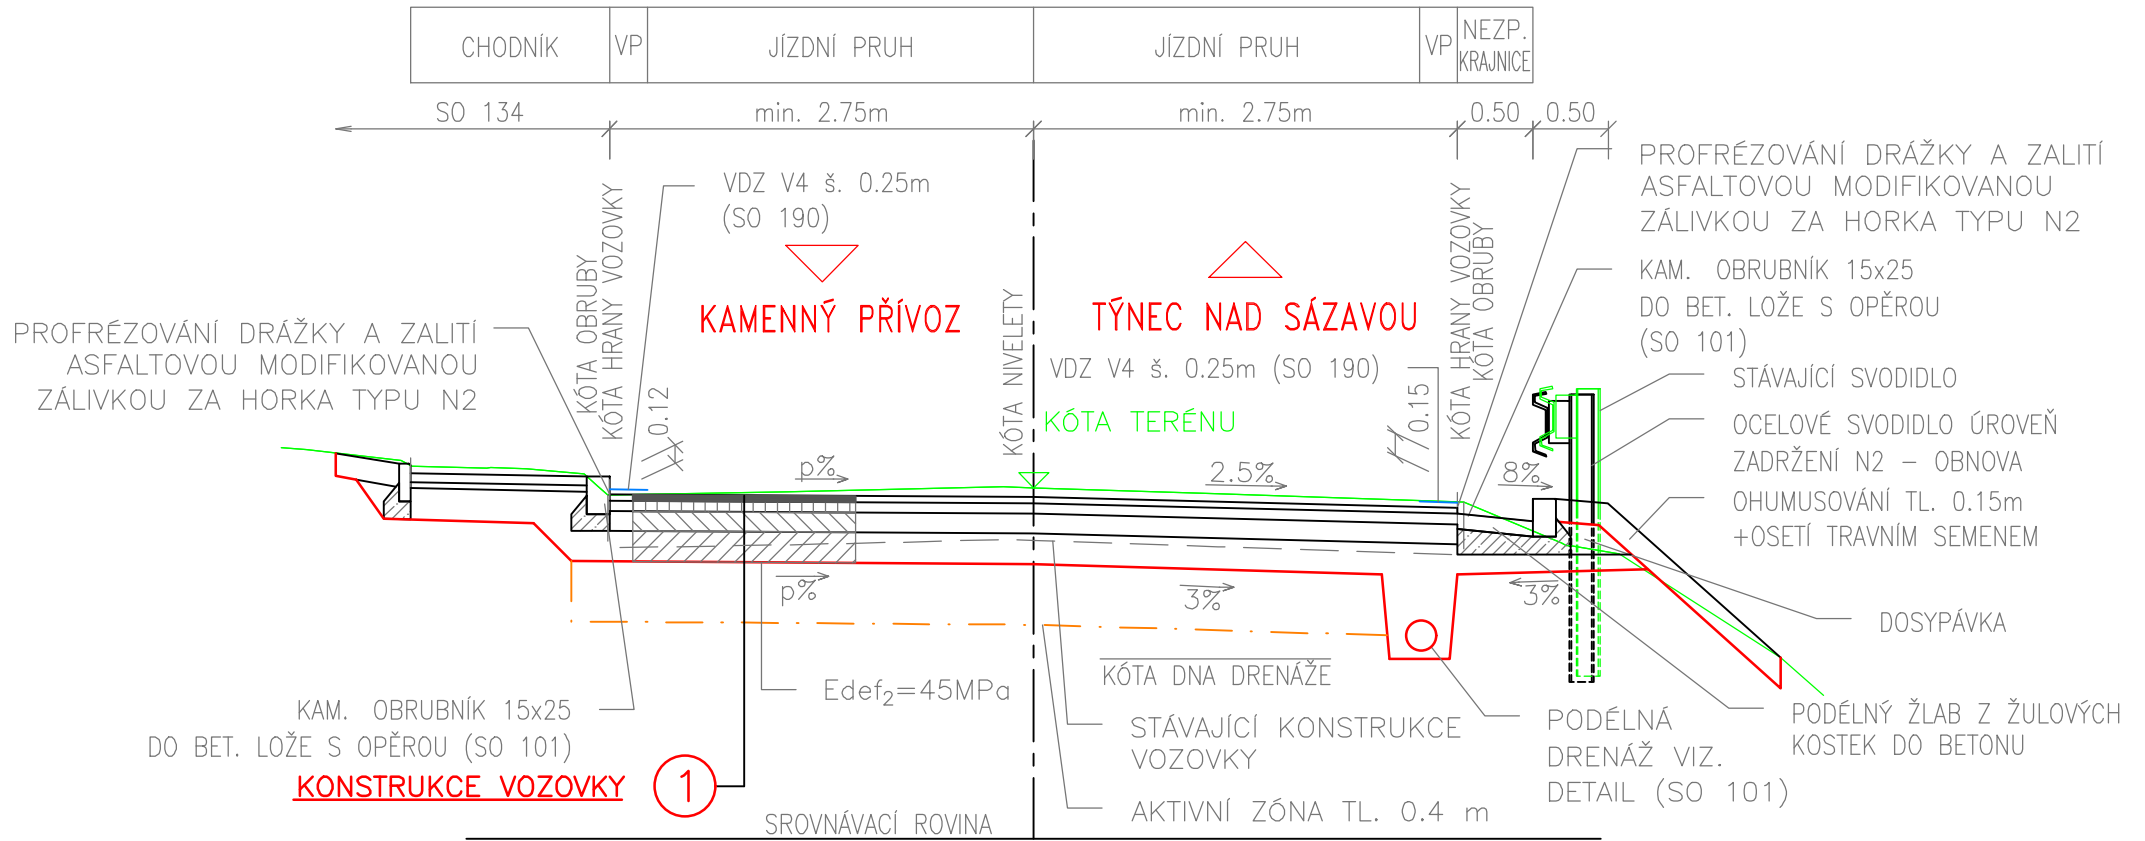 CHODNÍK
VP
JÍZDNÍ PRUH
JÍZDNÍ PRUH
VP
NEZP.
KRAJNICE
SO 134
min. 2.75m
min. 2.75m
0.50
0.50
VDZ V4 š. 0.25m
(SO 190)
KÓTA OBRUBY
KÓTA HRANY VOZOVKY
KAMENNÝ PŘÍVOZ
TÝNEC NAD SÁZAVOU
KÓTA NIVELETY
KÓTA HRANY VOZOVKY
KÓTA OBRUBY
PROFRÉZOVÁNÍ DRÁŽKY A ZALITÍ
ASFALTOVOU MODIFIKOVANOU
ZÁLIVKOU ZA HORKA TYPU N2
KAM. OBRUBNÍK 15x25
DO BET. LOŽE S OPĚROU
(SO 101)
PROFRÉZOVÁNÍ DRÁŽKY A ZALITÍ
ASFALTOVOU MODIFIKOVANOU
ZÁLIVKOU ZA HORKA TYPU N2
VDZ V4 š. 0.25m (SO 190)
KÓTA TERÉNU
0.12
0.15
STÁVAJÍCÍ SVODIDLO
OCELOVÉ SVODIDLO ÚROVEŇ
ZADRŽENÍ N2 – OBNOVA
OHUMUSOVÁNÍ TL. 0.15m
+OSETÍ TRAVNÍM SEMENEM
p%
2.5%
8%
p%
3%
3%
DOSYPÁVKA
KÓTA DNA DRENÁŽE
Edef2=45MPa
KAM. OBRUBNÍK 15x25
DO BET. LOŽE S OPĚROU (SO 101)
KONSTRUKCE VOZOVKY
1
STÁVAJÍCÍ KONSTRUKCE
VOZOVKY
PODÉLNÁ
DRENÁŽ VIZ.
DETAIL (SO 101)
PODÉLNÝ ŽLAB Z ŽULOVÝCH
KOSTEK DO BETONU
AKTIVNÍ ZÓNA TL. 0.4 m
SROVNÁVACÍ ROVINA